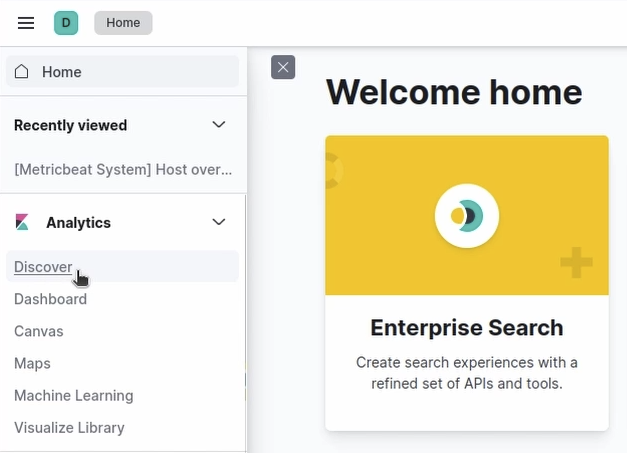 D
Home
Home
Recently viewed
[Metricbeat System] Host over...
Analytics
Discover
Dashboard
Canvas
Maps
Machine Learning
Visualize Library
Welcome home
Enterprise Search
Create search experiences with a
refined set of APIs and tools.